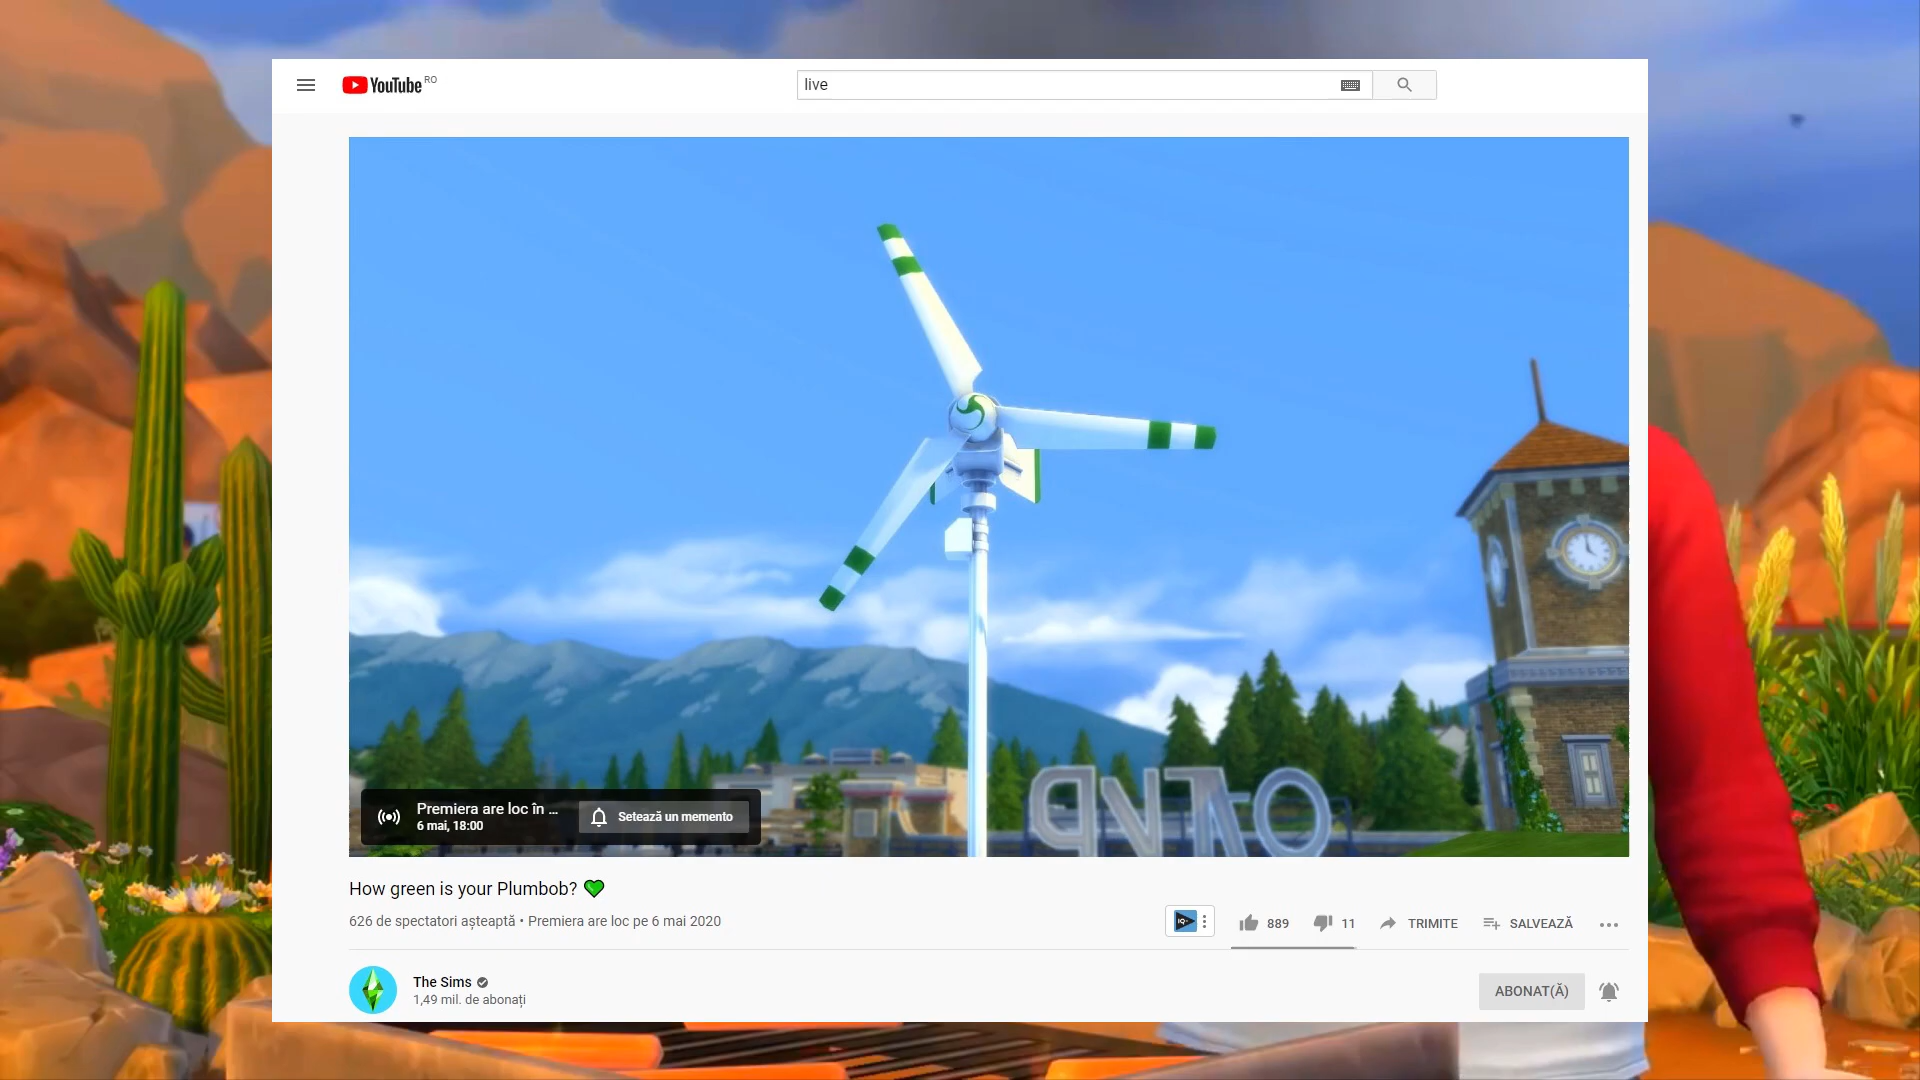 YouTube RO
live
Premiera are loc în ...
6 mai, 18:00
Setează un memento
How green is your Plumbob? 💚
626 de spectatori așteaptă • Premiera are loc pe 6 mai 2020
889
11
TRIMITE
SALVEAZĂ
The Sims
1,49 mil. de abonați
ABONAT(Ă)